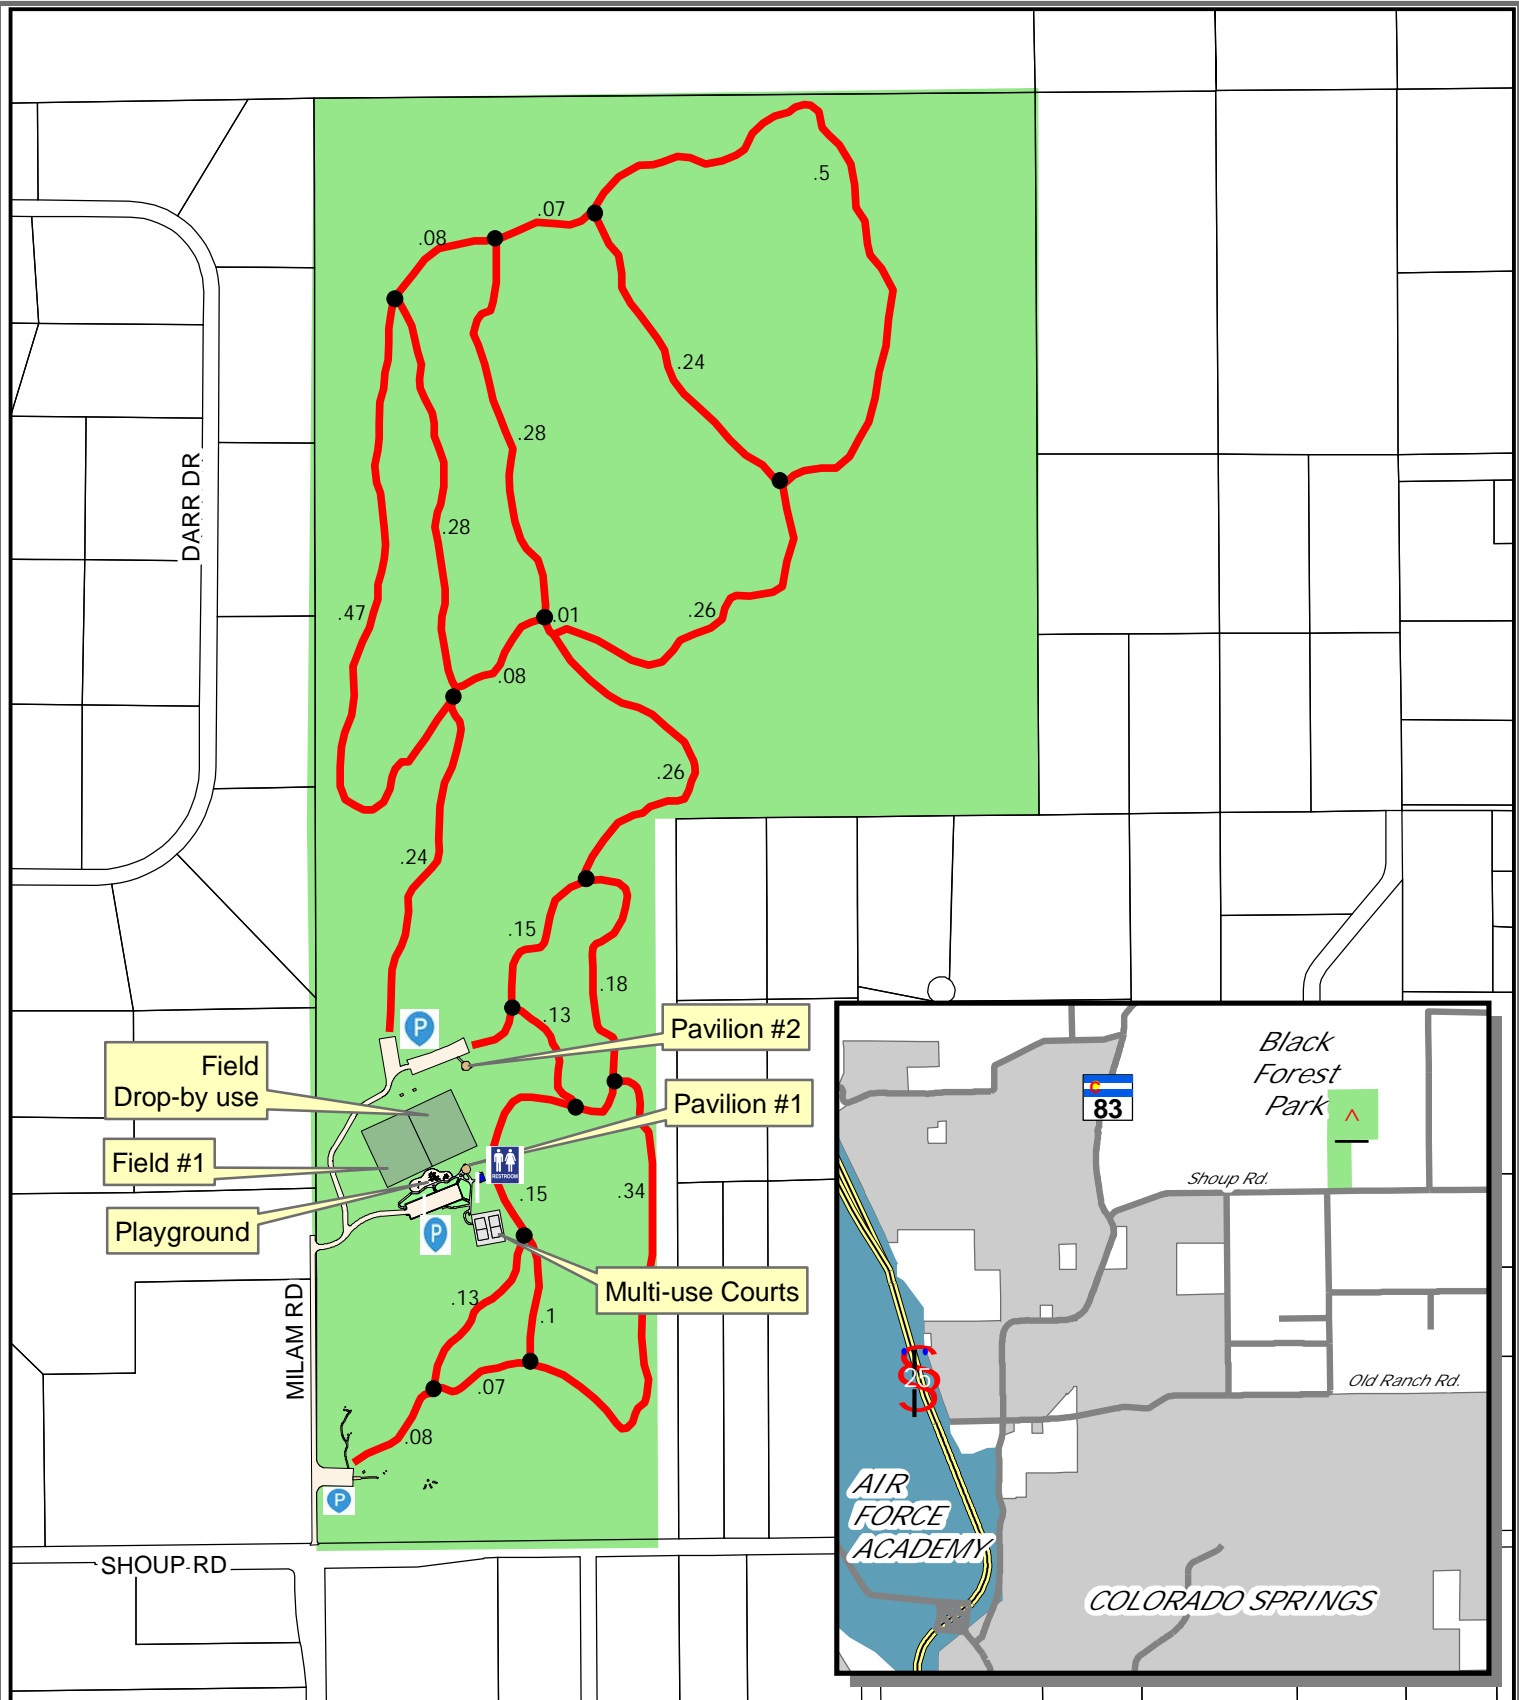 .5
.07
.08
.24
.28
DARR DR
.28
.47
.01
.26
.08
.26
.24
.15
.18
.13
P
Pavilion #2
Field
Drop-by use
Pavilion #1
Field #1
RESTROOM
.15
.34
Playground
P
Multi-use Courts
MILAM RD
.13
.1
.07
.08
P
SHOUP RD
Black
Forest
Park
C
83
Shoup Rd.
25
Old Ranch Rd.
AIR
FORCE
ACADEMY
COLORADO SPRINGS